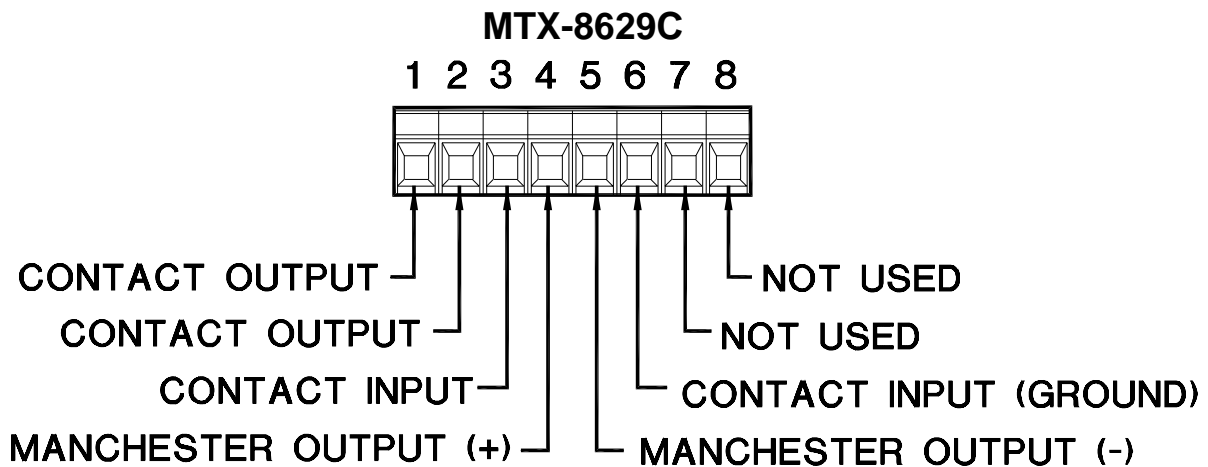 MTX-8629C
1 2 3 4 5 6 7 8
CONTACT OUTPUT
NOT USED
CONTACT OUTPUT
NOT USED
CONTACT INPUT
CONTACT INPUT (GROUND)
MANCHESTER OUTPUT (+)
MANCHESTER OUTPUT (-)